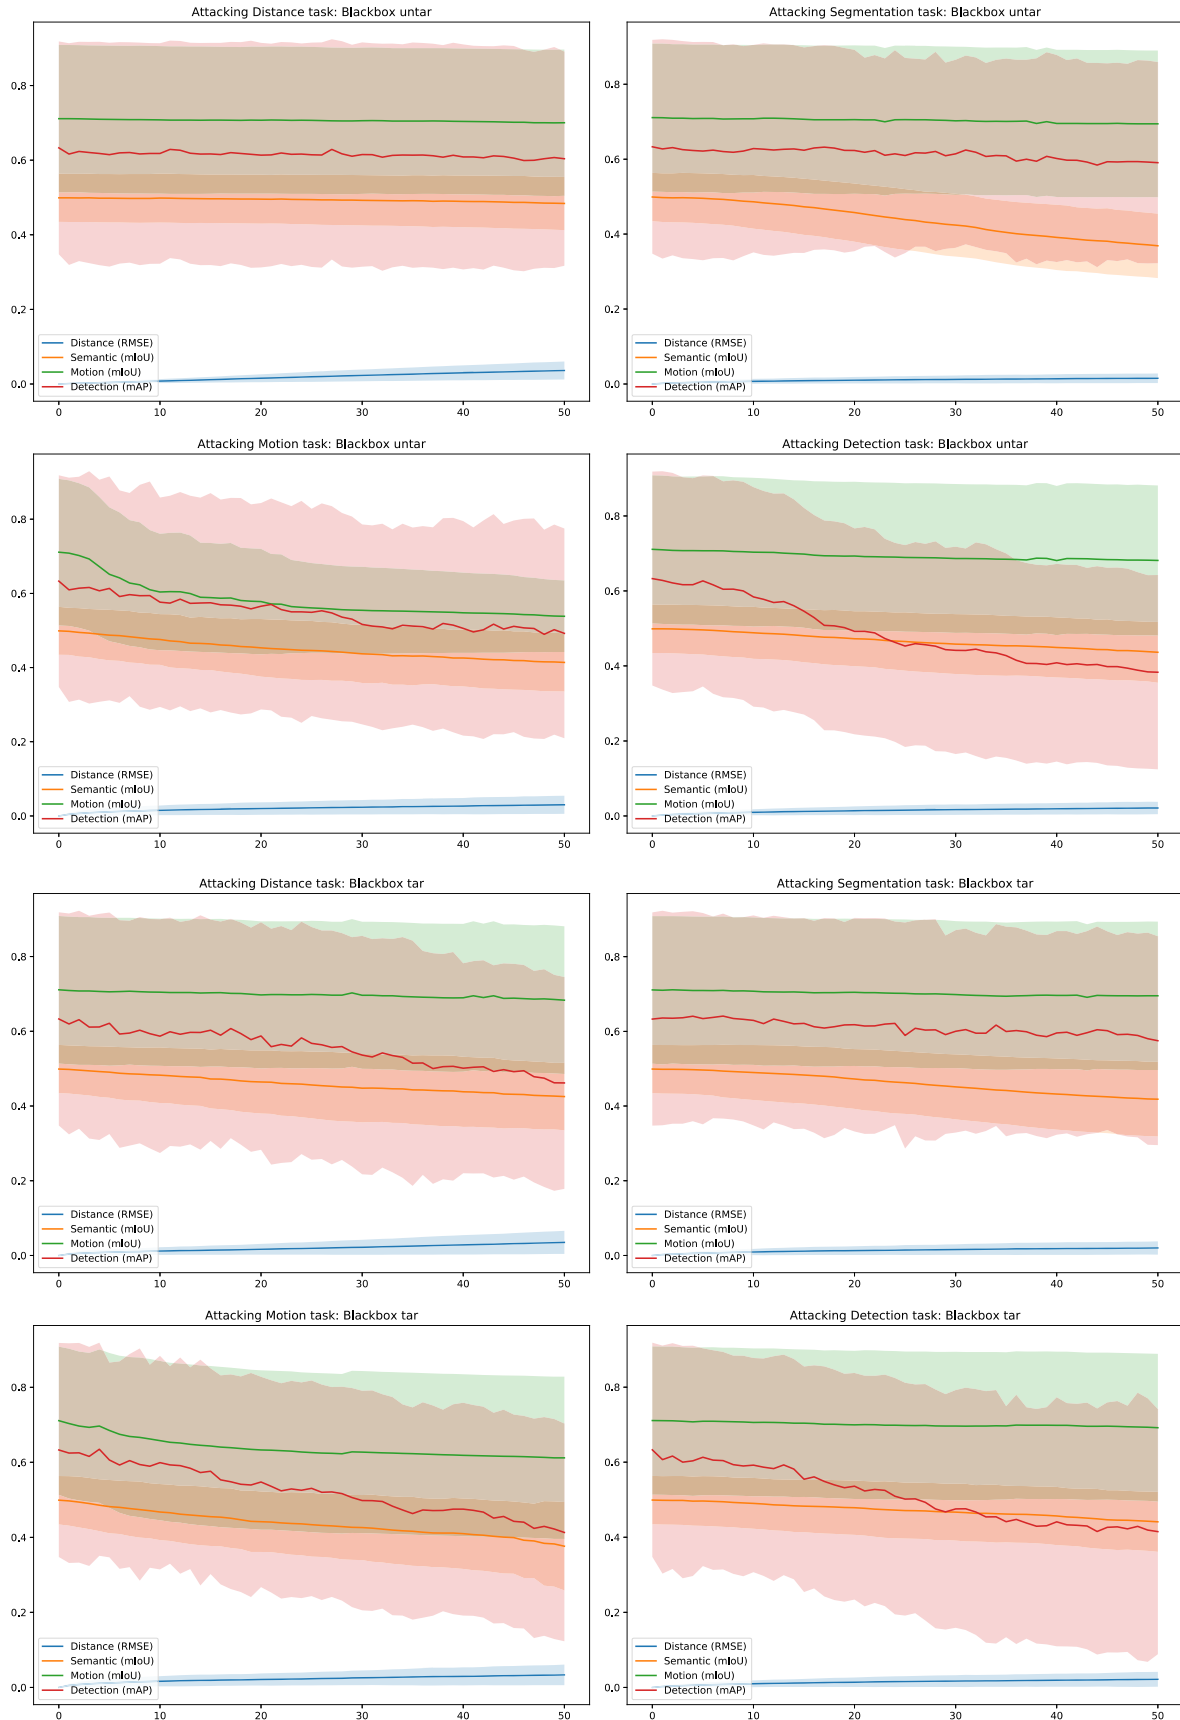 Attacking Distance task: Blackbox untar
0.8
0.6
0.4
0.2
0.0
Distance (RMSE)
Semantic (mIoU)
Motion (mIoU)
Detection (mAP)
0 10 20 30 40 50
Attacking Segmentation task: Blackbox untar
0.8
0.6
0.4
0.2
0.0
Distance (RMSE)
Semantic (mIoU)
Motion (mIoU)
Detection (mAP)
0 10 20 30 40 50
Attacking Motion task: Blackbox untar
0.8
0.6
0.4
0.2
0.0
Distance (RMSE)
Semantic (mIoU)
Motion (mIoU)
Detection (mAP)
0 10 20 30 40 50
Attacking Detection task: Blackbox untar
0.8
0.6
0.4
0.2
0.0
Distance (RMSE)
Semantic (mIoU)
Motion (mIoU)
Detection (mAP)
0 10 20 30 40 50
Attacking Distance task: Blackbox tar
0.8
0.6
0.4
0.2
0.0
Distance (RMSE)
Semantic (mIoU)
Motion (mIoU)
Detection (mAP)
0 10 20 30 40 50
Attacking Segmentation task: Blackbox tar
0.8
0.6
0.4
0.2
0.0
Distance (RMSE)
Semantic (mIoU)
Motion (mIoU)
Detection (mAP)
0 10 20 30 40 50
Attacking Motion task: Blackbox tar
0.8
0.6
0.4
0.2
0.0
Distance (RMSE)
Semantic (mIoU)
Motion (mIoU)
Detection (mAP)
0 10 20 30 40 50
Attacking Detection task: Blackbox tar
0.8
0.6
0.4
0.2
0.0
Distance (RMSE)
Semantic (mIoU)
Motion (mIoU)
Detection (mAP)
0 10 20 30 40 50